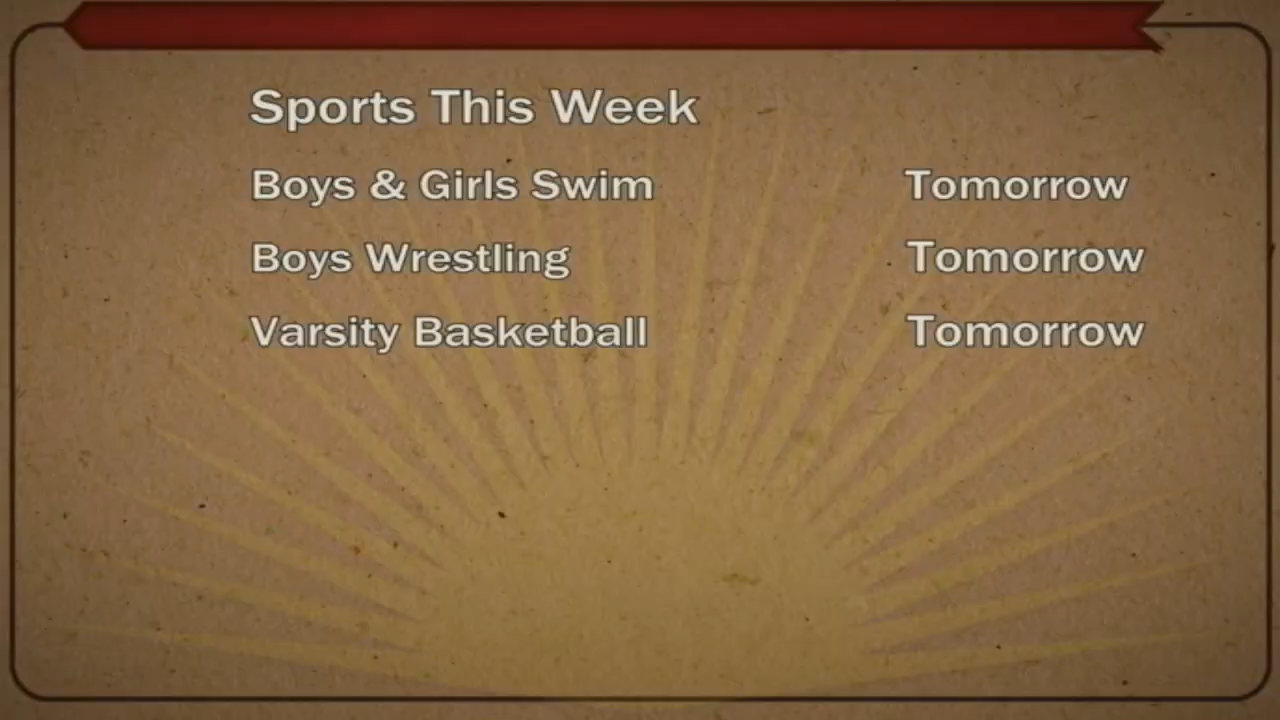 Sports This Week
Boys & Girls Swim Tomorrow
Boys Wrestling Tomorrow
Varsity Basketball Tomorrow